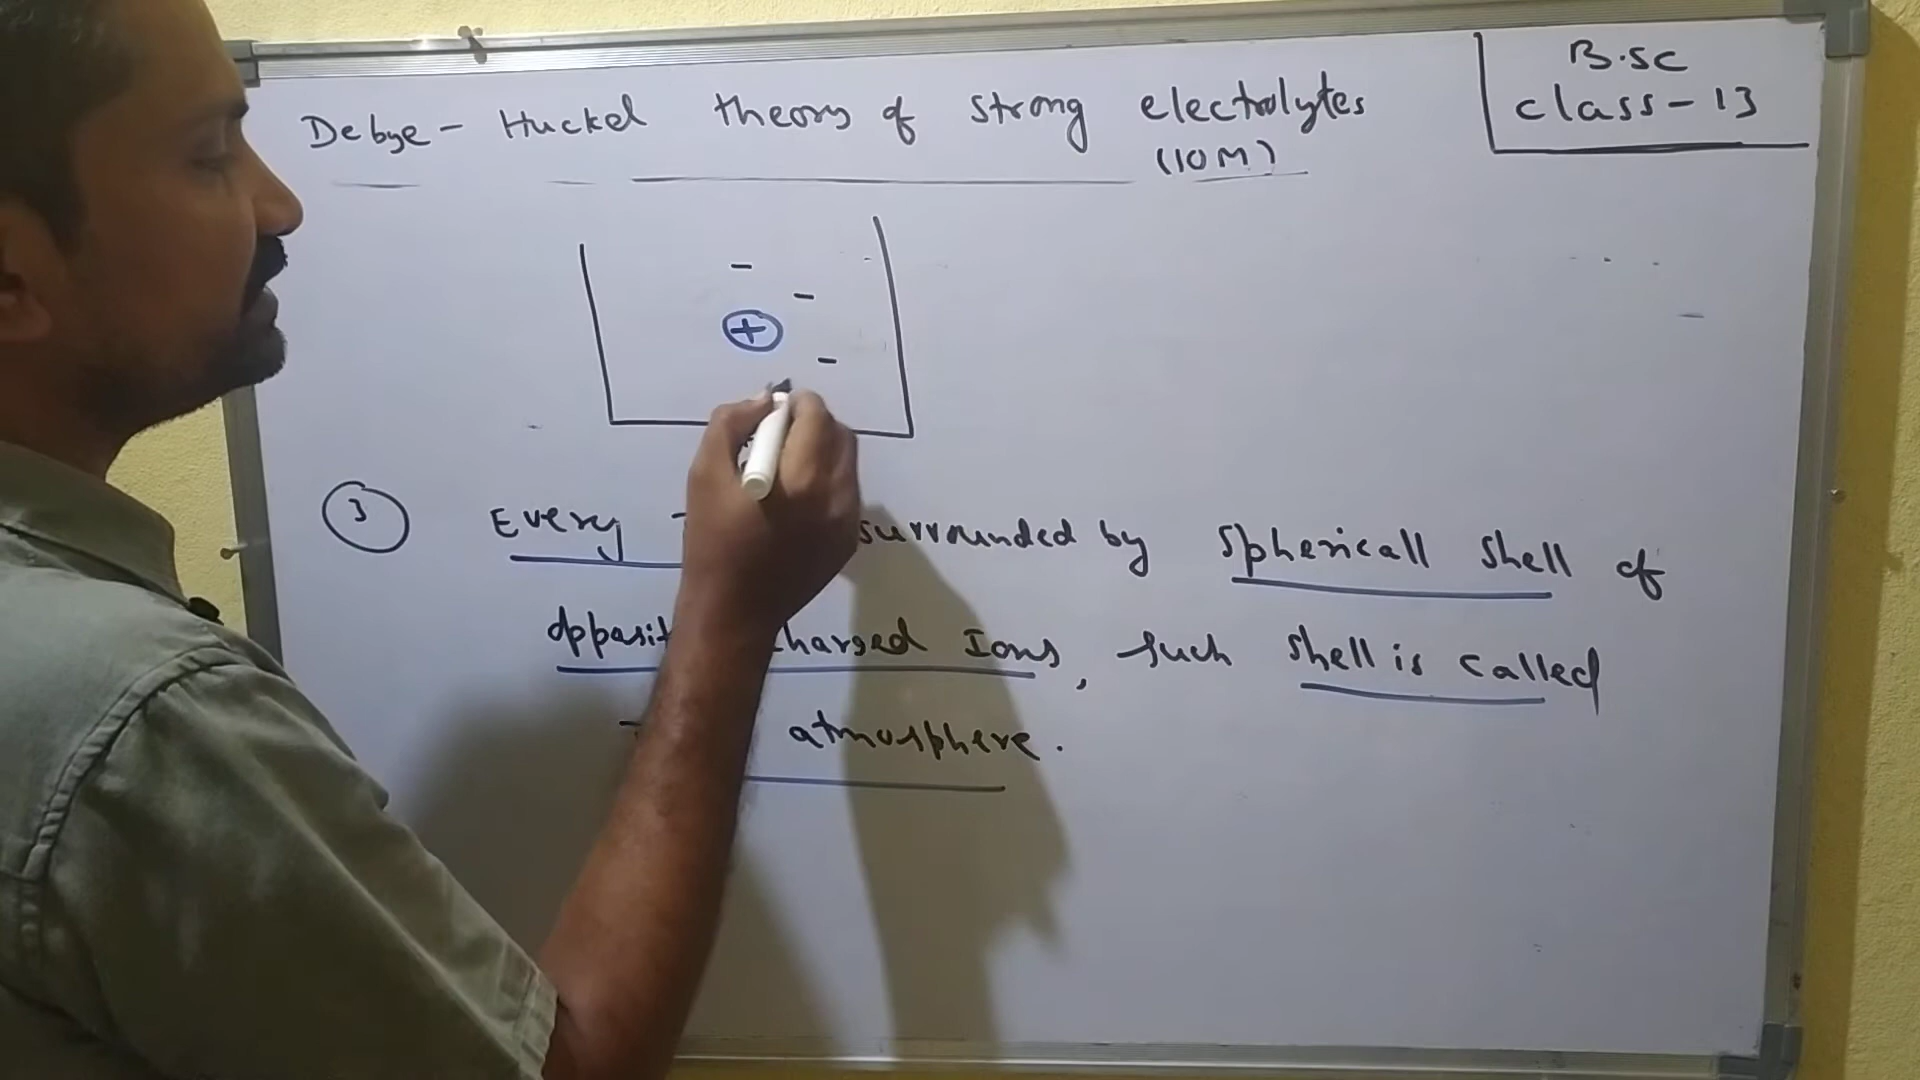 Debye - Huckel theory of strong electrolytes
(10M)
B.SC
class - 13
-
-
+
-
3
Every surrounded by Sphericall shell of
charged Ions, such shell is called
atmosphere.